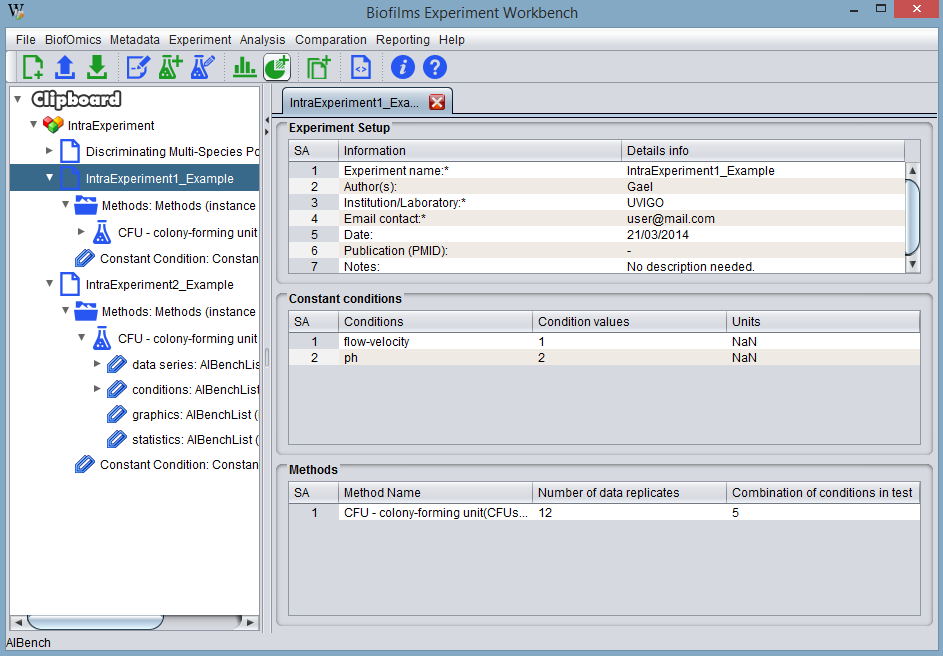 Biofilms Experiment Workbench
File BiofOmics Metadata Experiment Analysis Comparation Reporting Help
Clipboard
IntraExperiment
Discriminating Multi-Species Po
IntraExperiment1_Example
Methods: Methods (instance
CFU - colony-forming unit
Constant Condition: Constan
IntraExperiment2_Example
Methods: Methods (instance
CFU - colony-forming unit
data series: AIBenchLis
conditions: AIBenchList
graphics: AIBenchList (
statistics: AIBenchList (
Constant Condition: Constan
IntraExperiment1_Exa...
Experiment Setup
SA Information Details info
1 Experiment name:* IntraExperiment1_Example
2 Author(s): Gael
3 Institution/Laboratory:* UVIGO
4 Email contact:* user@mail.com
5 Date: 21/03/2014
6 Publication (PMID): -
7 Notes: No description needed.
Constant conditions
SA Conditions Condition values Units
1 flow-velocity 1 NaN
2 ph 2 NaN
Methods
SA Method Name Number of data replicates Combination of conditions in test
1 CFU - colony-forming unit(CFUs... 12 5
AIBench